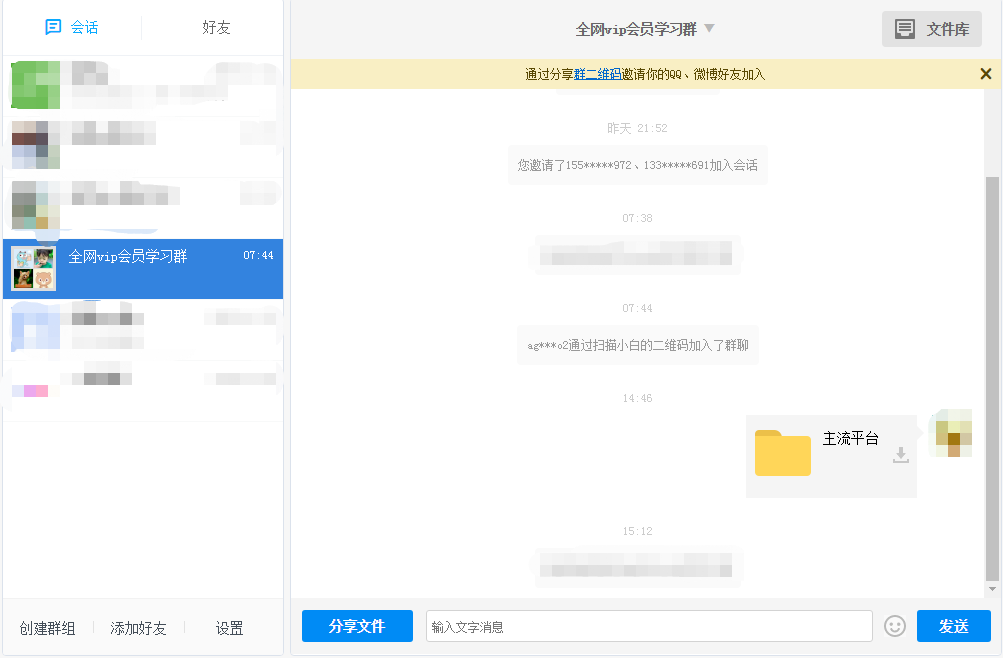 会话
好友
全网vip会员学习群
07:44
创建群组
添加好友
设置
全网vip会员学习群
文件库
通过分享群二维码邀请你的QQ、微博好友加入
昨天 21:52
您邀请了155*****972、133*****691加入会话
07:38
07:44
ag***o2通过扫描小白的二维码加入了群聊
14:46
主流平台
15:12
分享文件
输入文字消息
发送